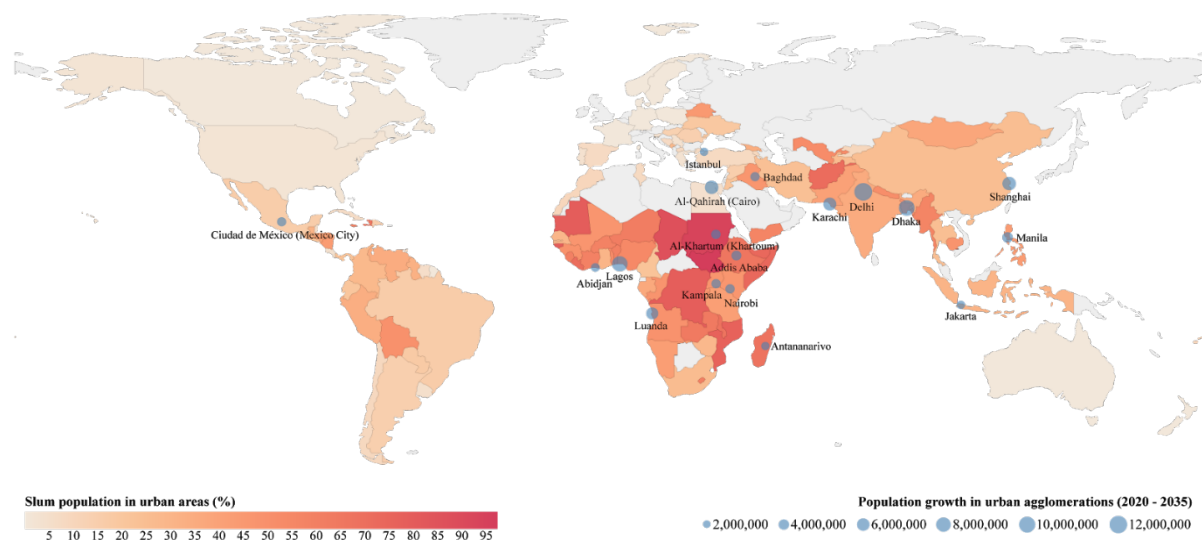 Istanbul
Baghdad
Al-Qahirah (Cairo)
Shanghai
Delhi
Karachi
Dhaka
Ciudad de México (Mexico City)
Manila
Al-Khartum (Khartoum)
Addis Ababa
Lagos
Abidjan
Kampala
Nairobi
Jakarta
Luanda
Antananarivo
Slum population in urban areas (%)
5 10 15 20 25 30 35 40 45 50 55 60 65 70 75 80 85 90 95
Population growth in urban agglomerations (2020 - 2035)
2,000,000 4,000,000 6,000,000 8,000,000 10,000,000 12,000,000